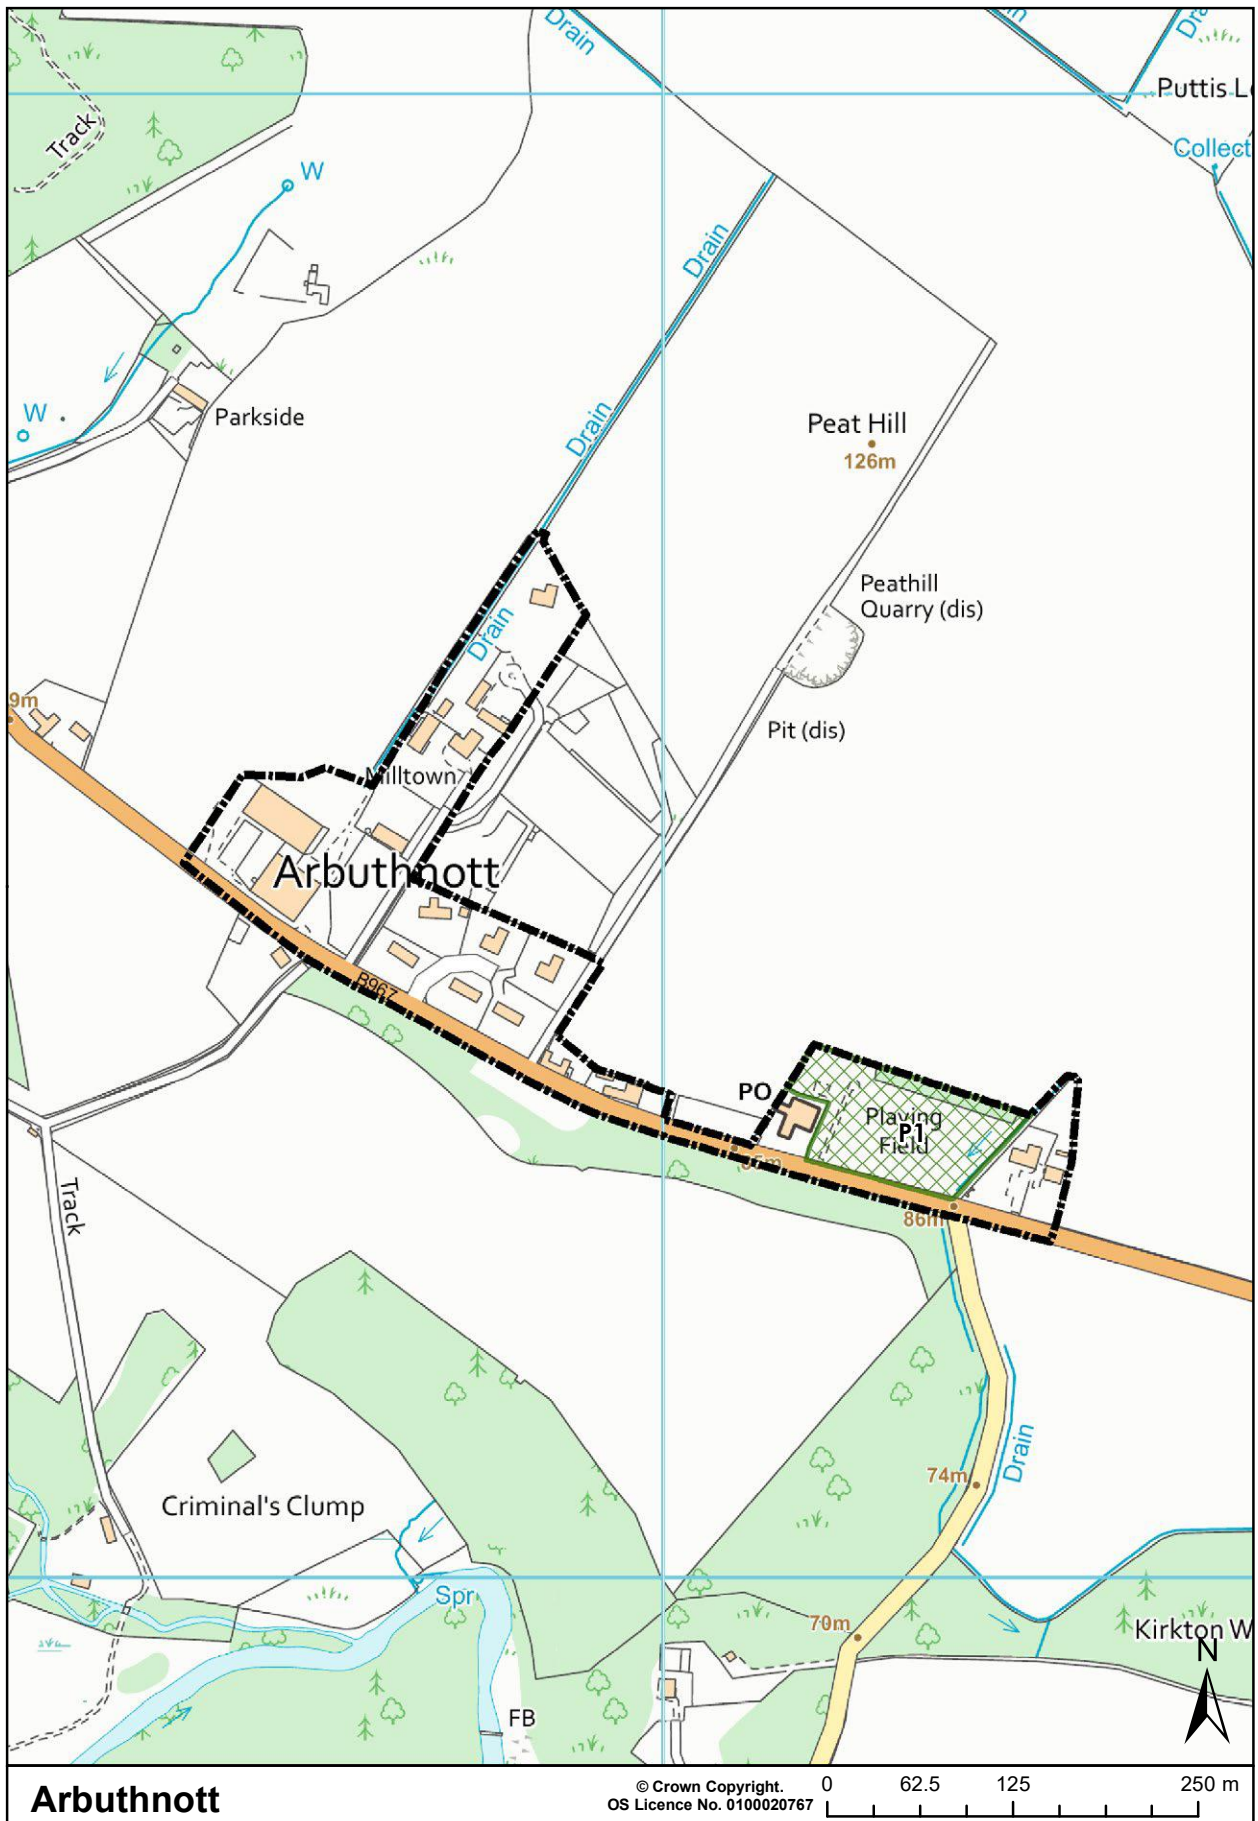 Drain
Puttis
Track
Collect
W
Drain
W
Parkside
Drain
Peat Hill
126m
Peathill
Quarry (dis)
Drain
9m
Pit (dis)
Milltown
Arbuthnott
B967
PO
Playing
Field
P1
86m
Track
74m
Drain
Criminal's Clump
Spr
70m
Kirkton
N
FB
Arbuthnott
© Crown Copyright.
OS Licence No. 0100020767
0 62.5 125 250 m